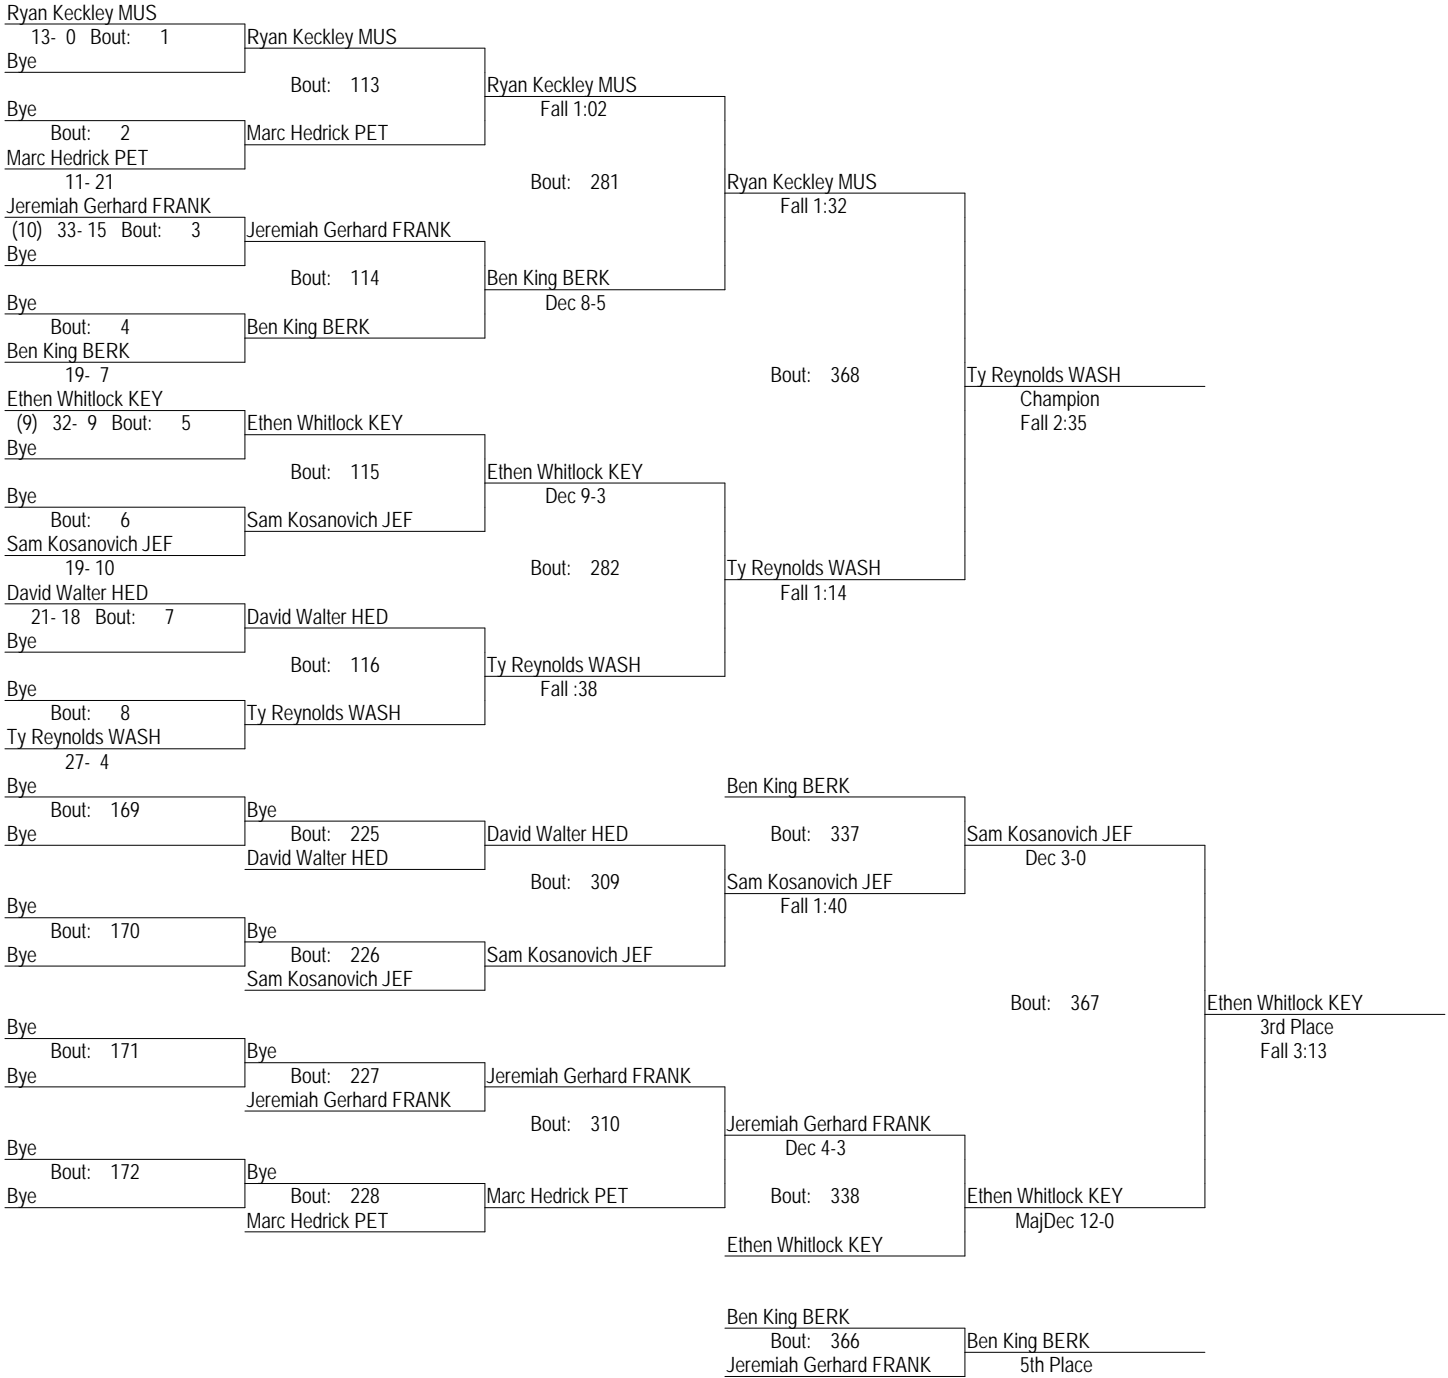 Ryan Keckley MUS
13- 0 Bout: 1
Ryan Keckley MUS
Bye
Bout: 113
Ryan Keckley MUS
Bye
Fall 1:02
Bout: 2
Marc Hedrick PET
Marc Hedrick PET
11- 21
Bout: 281
Ryan Keckley MUS
Jeremiah Gerhard FRANK
Fall 1:32
(10) 33- 15 Bout: 3
Jeremiah Gerhard FRANK
Bye
Bout: 114
Ben King BERK
Bye
Dec 8-5
Bout: 4
Ben King BERK
Ben King BERK
19- 7
Bout: 368
Ty Reynolds WASH
Ethen Whitlock KEY
Champion
(9) 32- 9 Bout: 5
Ethen Whitlock KEY
Fall 2:35
Bye
Bout: 115
Ethen Whitlock KEY
Bye
Dec 9-3
Bout: 6
Sam Kosanovich JEF
Sam Kosanovich JEF
19- 10
Bout: 282
Ty Reynolds WASH
David Walter HED
Fall 1:14
21- 18 Bout: 7
David Walter HED
Bye
Bout: 116
Ty Reynolds WASH
Bye
Fall :38
Bout: 8
Ty Reynolds WASH
Ty Reynolds WASH
27- 4
Bye
Ben King BERK
Bout: 169
Bye
Bye
Bout: 225
David Walter HED
Bout: 337
Sam Kosanovich JEF
David Walter HED
Dec 3-0
Bout: 309
Sam Kosanovich JEF
Bye
Fall 1:40
Bout: 170
Bye
Bye
Bout: 226
Sam Kosanovich JEF
Sam Kosanovich JEF
Bout: 367
Ethen Whitlock KEY
Bye
3rd Place
Bout: 171
Bye
Fall 3:13
Bye
Bout: 227
Jeremiah Gerhard FRANK
Jeremiah Gerhard FRANK
Bout: 310
Jeremiah Gerhard FRANK
Bye
Dec 4-3
Bout: 172
Bye
Bye
Bout: 228
Marc Hedrick PET
Bout: 338
Ethen Whitlock KEY
Marc Hedrick PET
MajDec 12-0
Ethen Whitlock KEY
Ben King BERK
Bout: 366
Ben King BERK
Jeremiah Gerhard FRANK
5th Place